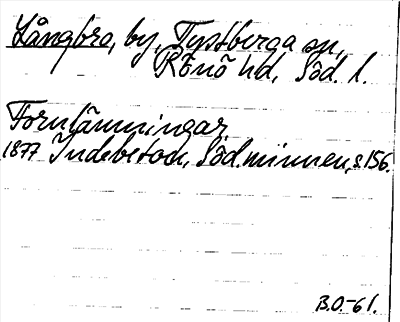 Långbro, by, Tystberga sn,
Rönö hd, Söd. l.
Fornlämningar
1877 Indebetou, Söd.minnen, s.156.
B.O.-61.